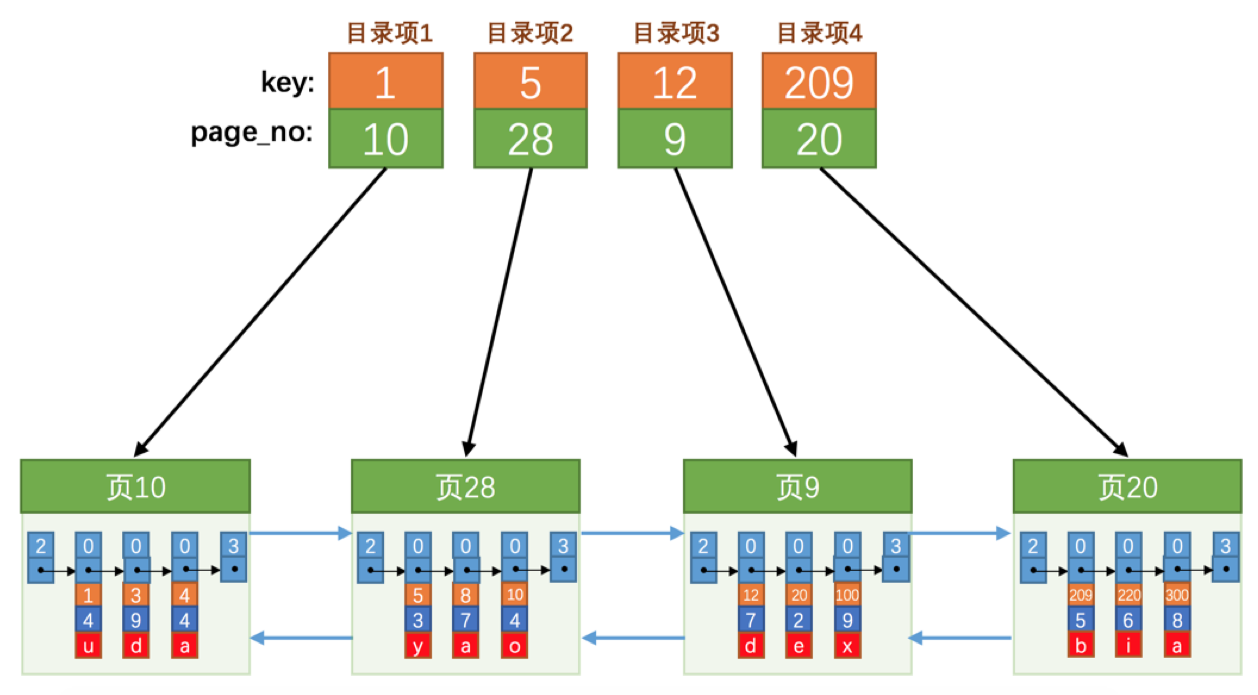 目录项1 目录项2 目录项3 目录项4
key: 1 5 12 209
page_no: 10 28 9 20
页10 页28 页9 页20
2 0 0 0 3 2 0 0 0 3 2 0 0 0 3 2 0 0 0 3
1 3 4 5 8 10 12 20 100 209 220 300
4 9 4 3 7 4 7 2 9 5 6 8
u d a y a o d e x b i a